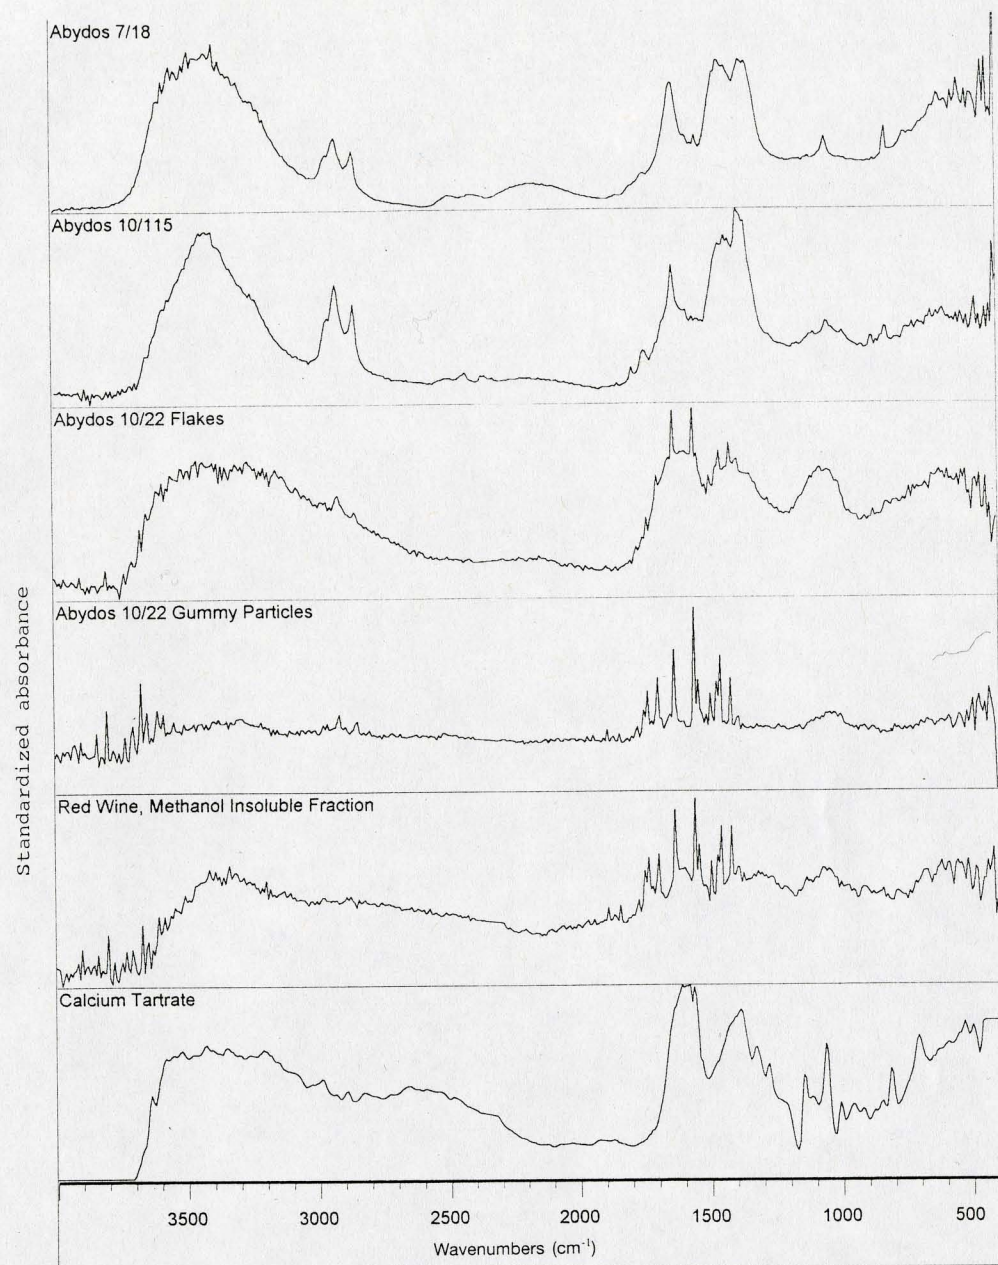 Abydos 7/18
Abydos 10/115
Abydos 10/22 Flakes
Abydos 10/22 Gummy Particles
Red Wine, Methanol Insoluble Fraction
Calcium Tartrate
Standardized absorbance
3500 3000 2500 2000 1500 1000 500
Wavenumbers (cm⁻¹)